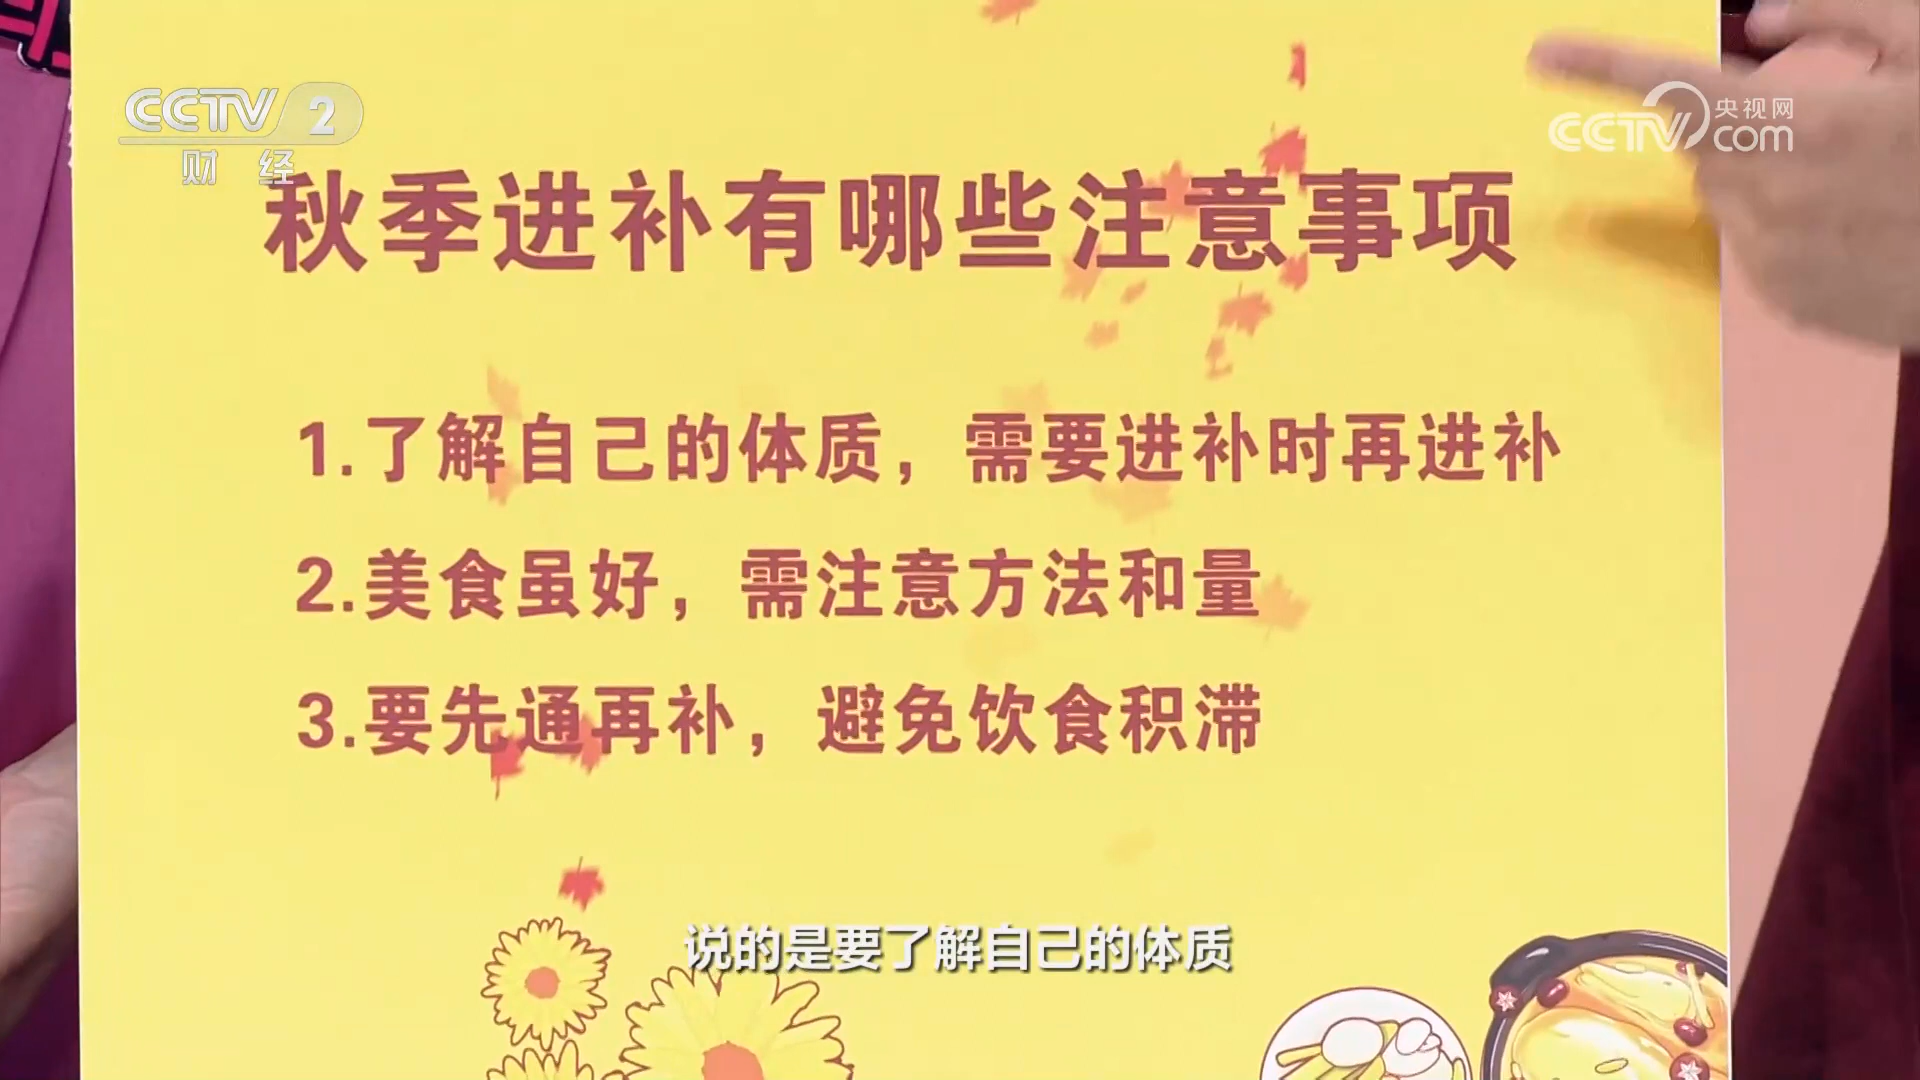 CCTV 2
财 经
央视网
CCTV com
秋季进补有哪些注意事项
1.了解自己的体质，需要进补时再进补
2.美食虽好，需注意方法和量
3.要先通再补，避免饮食积滞
说的是要了解自己的体质